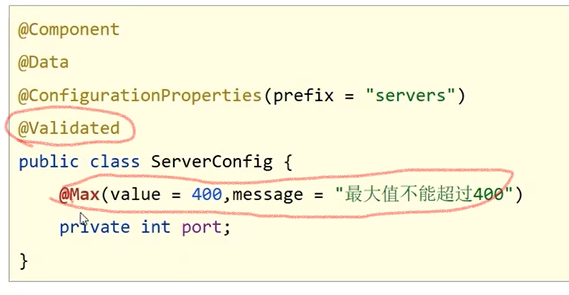 @Component
@Data
@ConfigurationProperties(prefix = "servers")
@Validated
public class ServerConfig {
@Max(value = 400,message = "最大值不能超过400")
private int port;
}